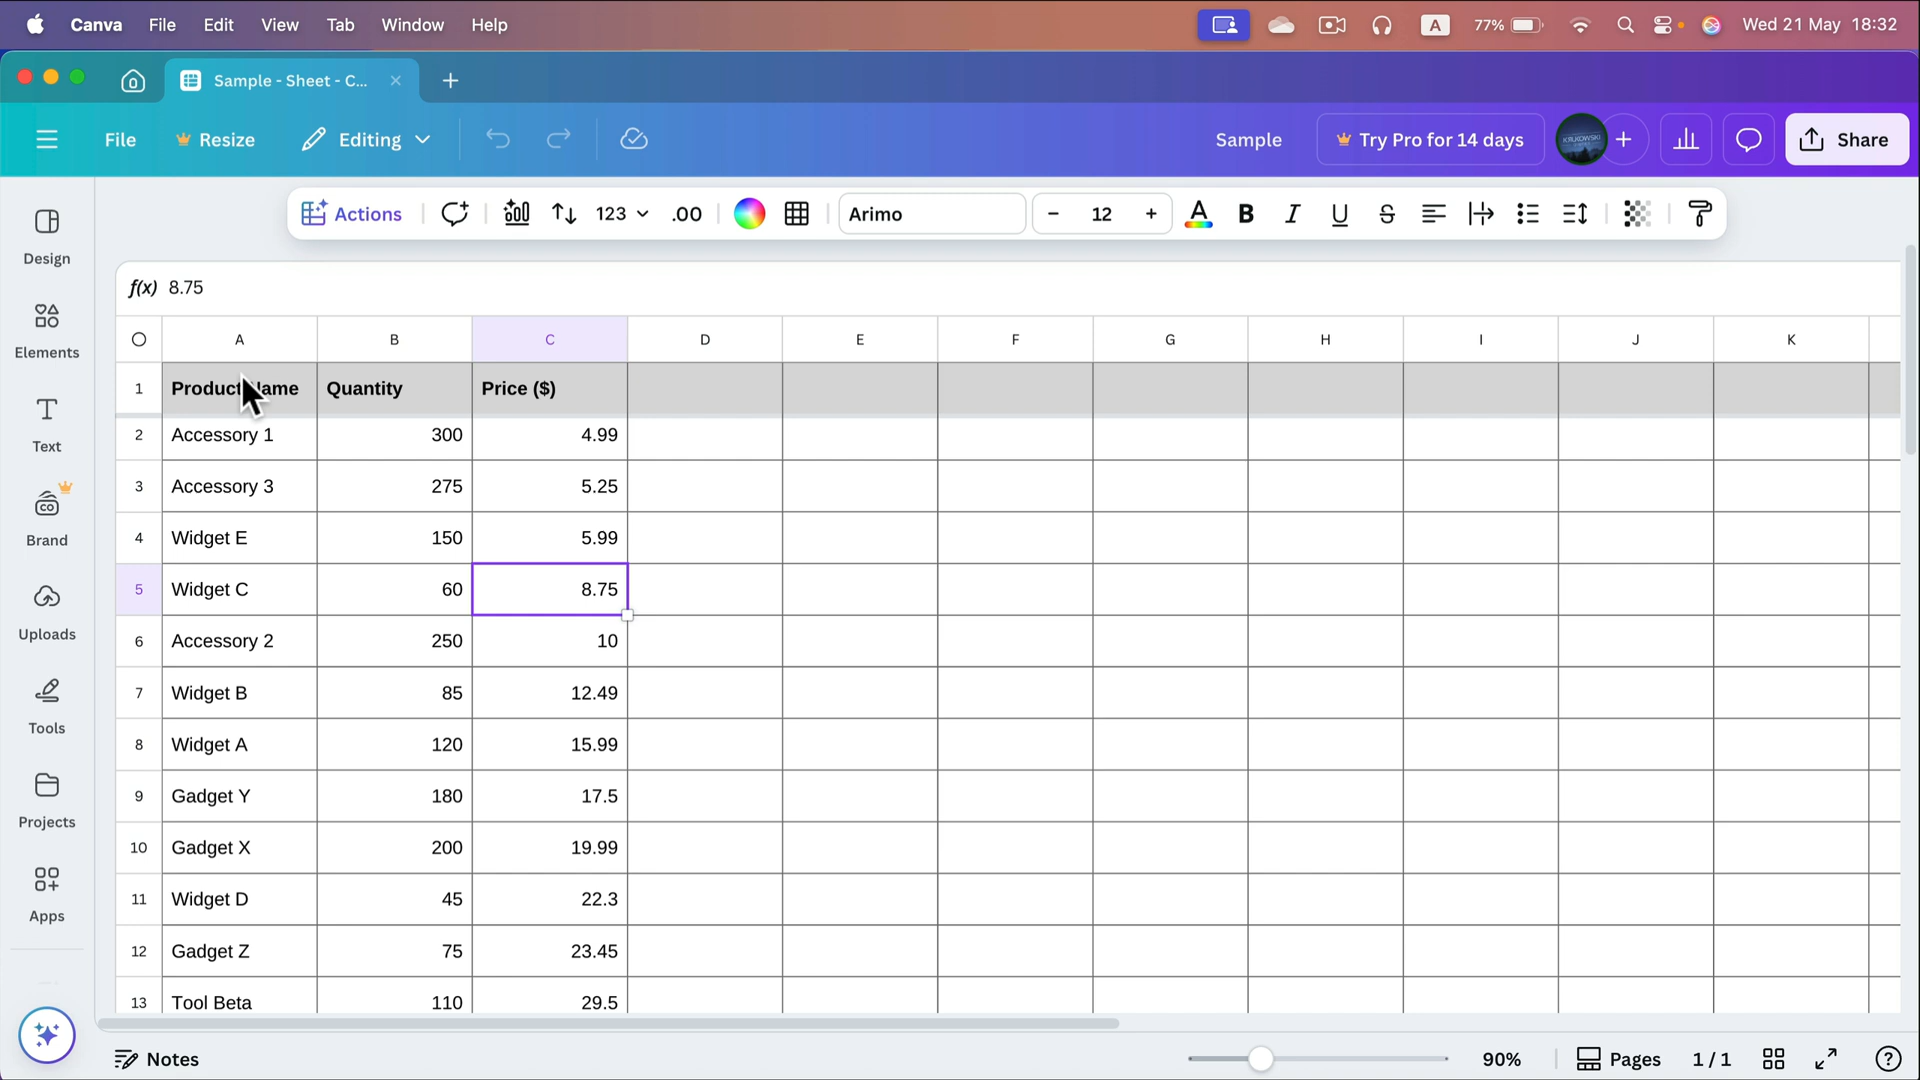 Canva File Edit View Tab Window Help A 77% Wed 21 May 18:32
Sample - Sheet - C...
File Resize Editing Sample Try Pro for 14 days KRUKOWSKI Share
Actions 123 .00 Arimo 12 A B I U S
f(x) 8.75
A B C D E F G H I J K
1 Product Name Quantity Price ($)
2 Accessory 1 300 4.99
3 Accessory 3 275 5.25
4 Widget E 150 5.99
5 Widget C 60 8.75
6 Accessory 2 250 10
7 Widget B 85 12.49
8 Widget A 120 15.99
9 Gadget Y 180 17.5
10 Gadget X 200 19.99
11 Widget D 45 22.3
12 Gadget Z 75 23.45
13 Tool Beta 110 29.5
Design
Elements
Text
Brand
Uploads
Tools
Projects
Apps
Notes 90% Pages 1 / 1